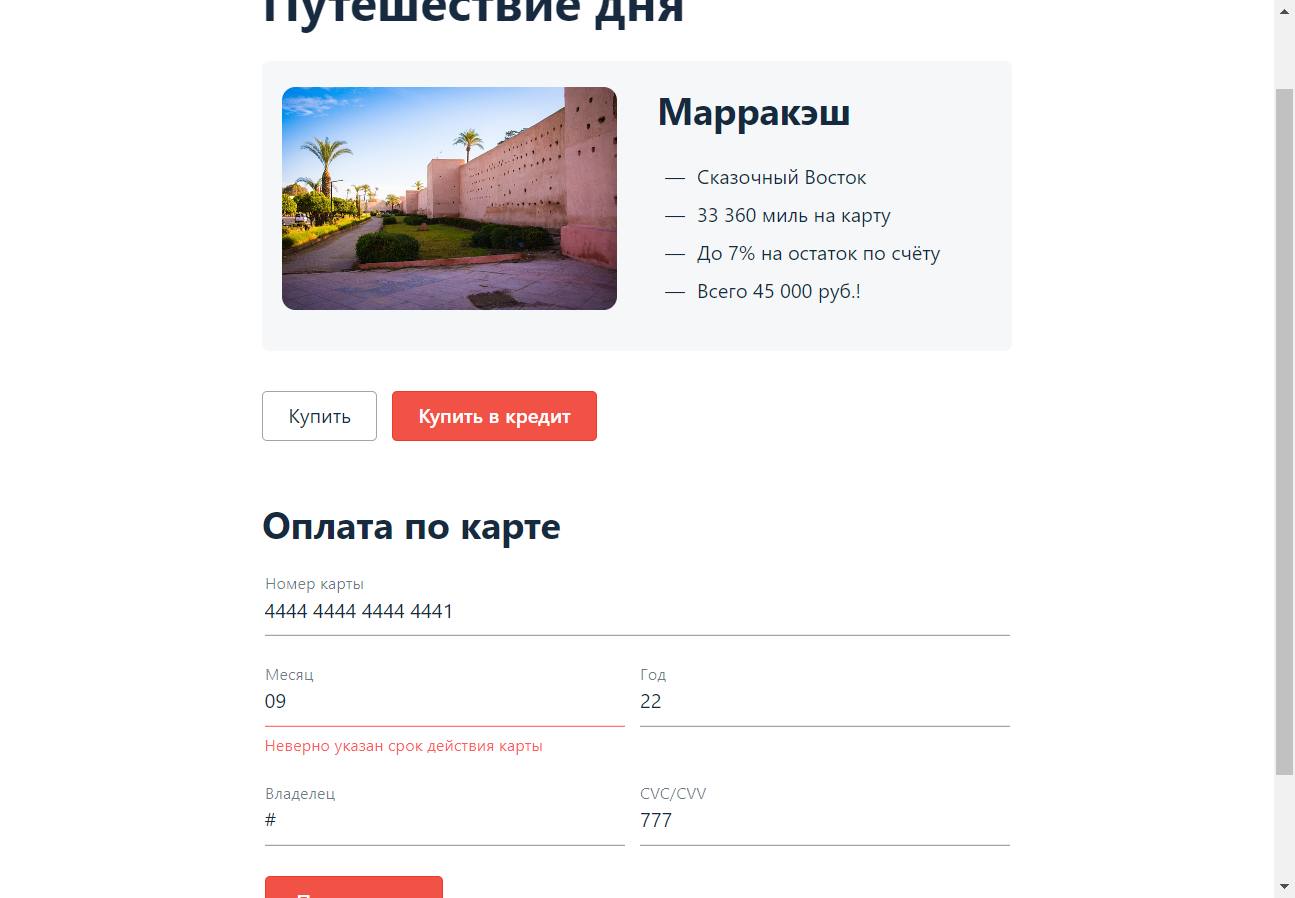 Путешествие дня
Марракэш
— Сказочный Восток
— 33 360 миль на карту
— До 7% на остаток по счёту
— Всего 45 000 руб.!
Купить
Купить в кредит
Оплата по карте
Номер карты
4444 4444 4444 4441
Месяц
Год
09
22
Неверно указан срок действия карты
Владелец
CVC/CVV
#
777